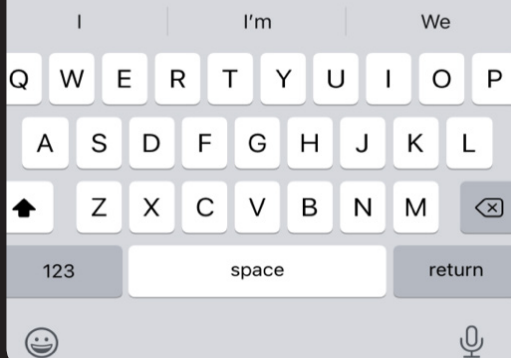 I I'm We
Q W E R T Y U I O P
A S D F G H J K L
Z X C V B N M
123 space return